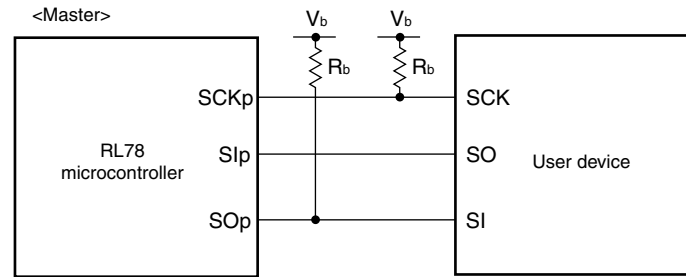 <Master>
Vb Vb
Rb Rb
SCKp SCK
RL78
microcontroller
SIp SO
User device
SOp SI